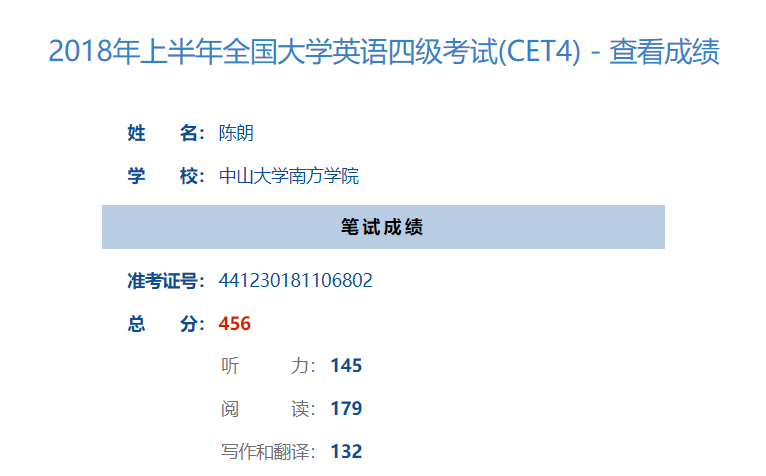 2018年上半年全国大学英语四级考试(CET4) - 查看成绩
姓 名: 陈朗
学 校: 中山大学南方学院
笔试成绩
准考证号: 441230181106802
总 分: 456
听 力: 145
阅 读: 179
写作和翻译: 132